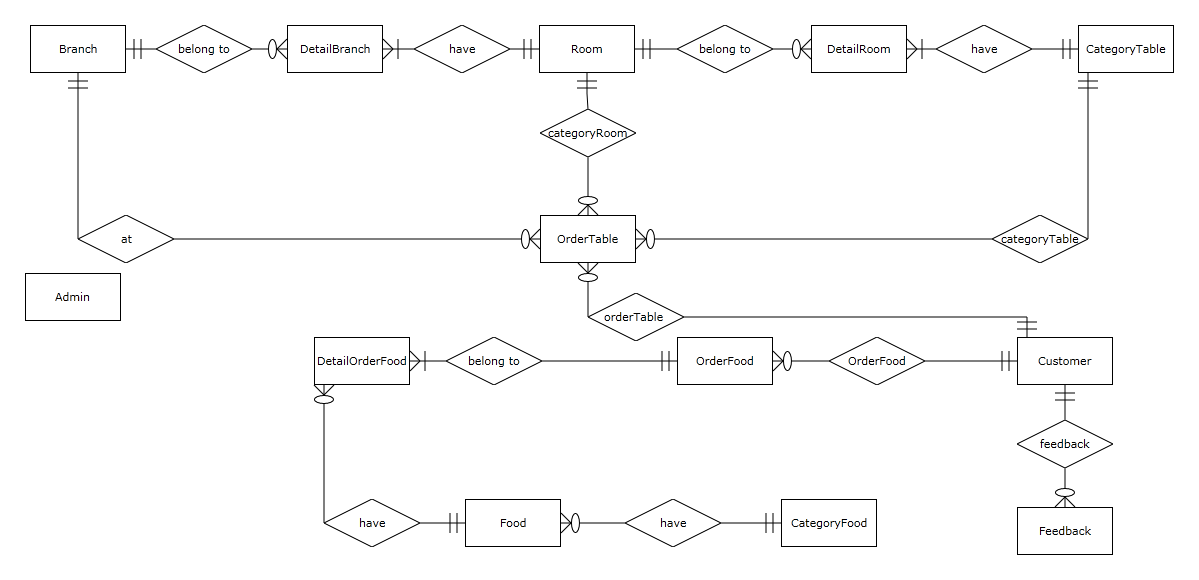 Branch
belong to
DetailBranch
have
Room
belong to
DetailRoom
have
CategoryTable
categoryRoom
at
OrderTable
categoryTable
Admin
orderTable
DetailOrderFood
belong to
OrderFood
OrderFood
Customer
feedback
have
Food
have
CategoryFood
Feedback